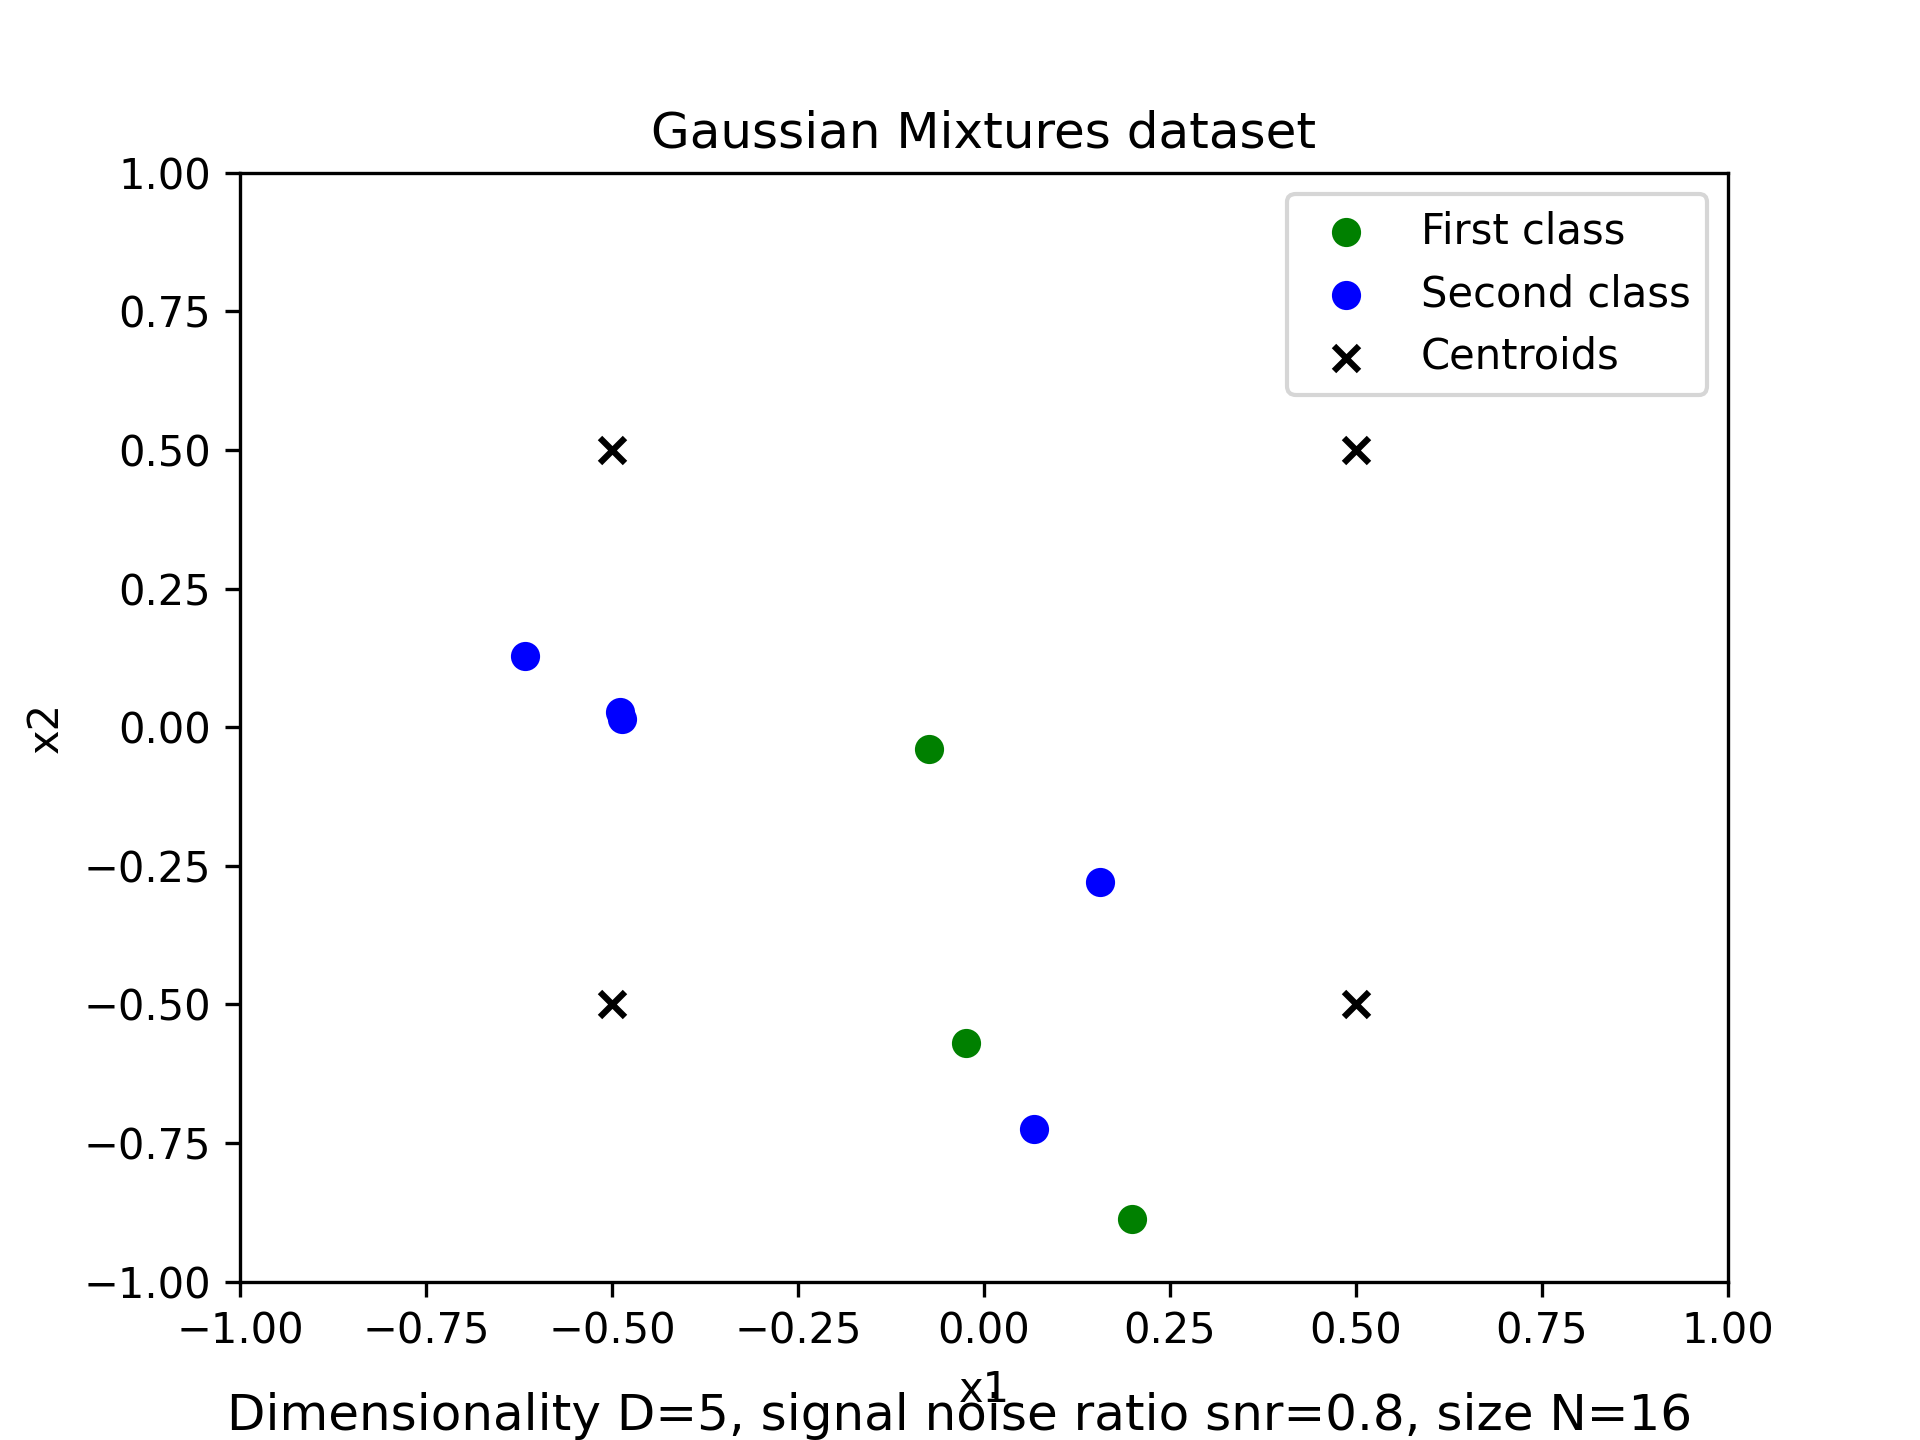 Gaussian Mixtures dataset
1.00
0.75
0.50
0.25
0.00
−0.25
−0.50
−0.75
−1.00
x2
First class
Second class
Centroids
−1.00 −0.75 −0.50 −0.25 0.00 0.25 0.50 0.75 1.00
x1
Dimensionality D=5, signal noise ratio snr=0.8, size N=16